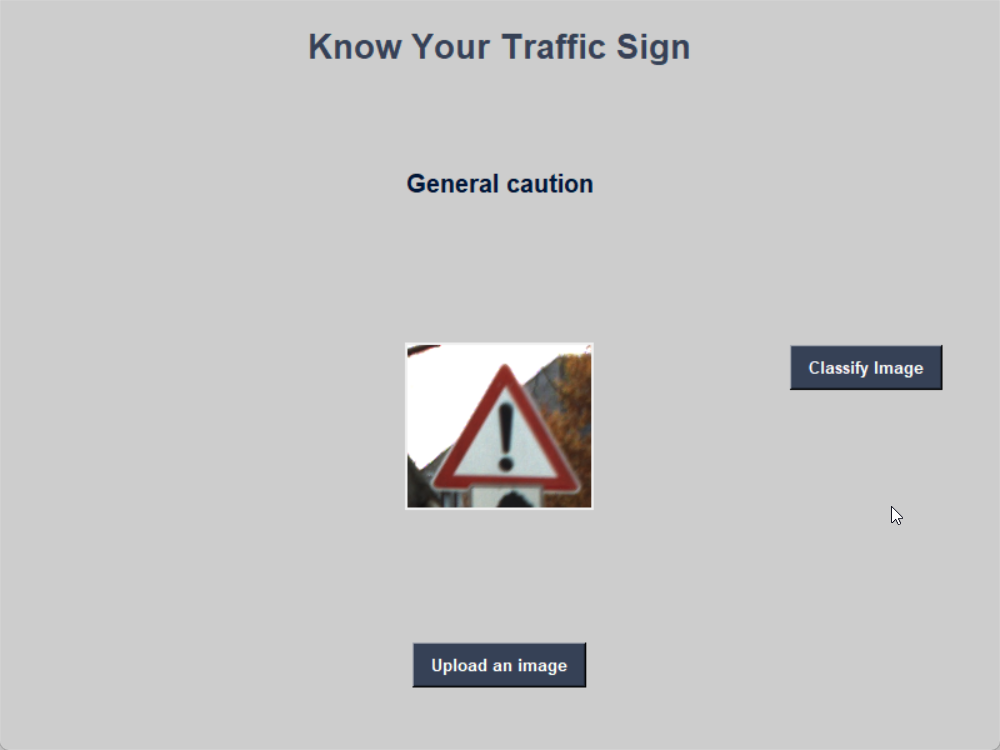 Know Your Traffic Sign
General caution
Classify Image
Upload an image